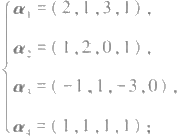 α₁=(2,1,3,1),
α₂=(1,2,0,1),
α₃=(-1,1,-3,0),
α₄=(1,1,1,1);